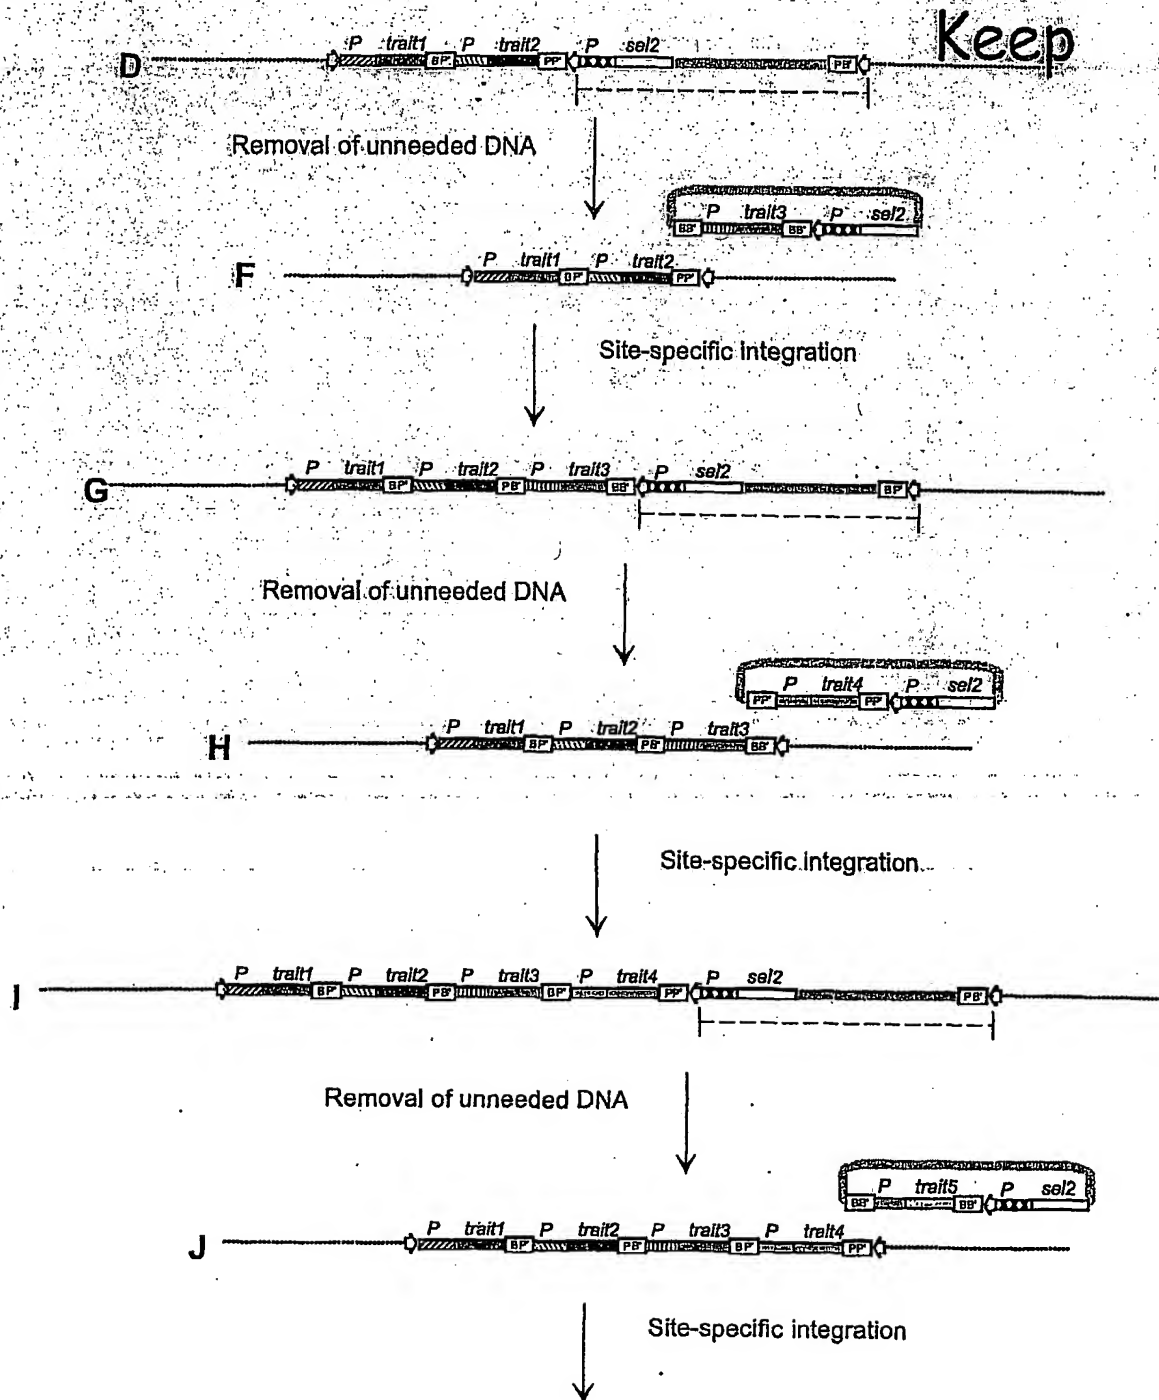 Keep
P trait1 P trait2 P sel2
D BP' PP' PB'
Removal of unneeded DNA
P trait3 P sel2
BB' BB'
P trait1 P trait2
F BP' PP'
Site-specific integration
P trait1 P trait2 P trait3 P sel2
G BP' PB' BB' BP'
Removal of unneeded DNA
P trait4 P sel2
PP' PP'
P trait1 P trait2 P trait3
H BP' PB' BB'
Site-specific integration
P trait1 P trait2 P trait3 P trait4 P sel2
I BP' PB' BP' PP' PB'
Removal of unneeded DNA
P trait5 P sel2
BB' BB'
P trait1 P trait2 P trait3 P trait4
J BP' PB' BP' PP'
Site-specific integration